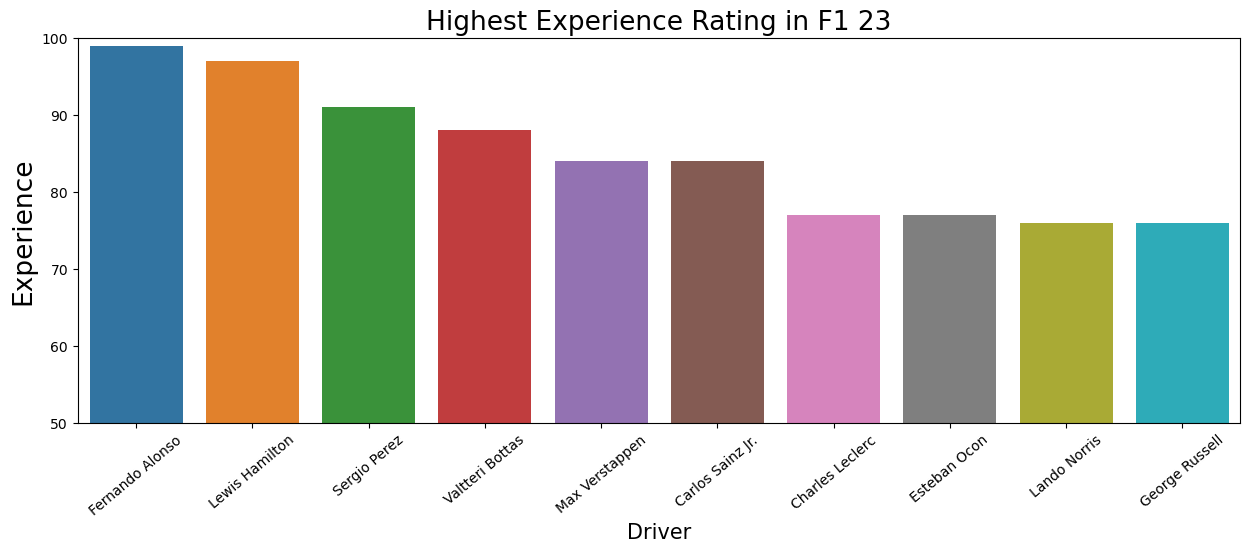 Highest Experience Rating in F1 23
Experience
100
90
80
70
60
50
Fernando Alonso
Lewis Hamilton
Sergio Perez
Valtteri Bottas
Max Verstappen
Carlos Sainz Jr.
Charles Leclerc
Esteban Ocon
Lando Norris
George Russell
Driver